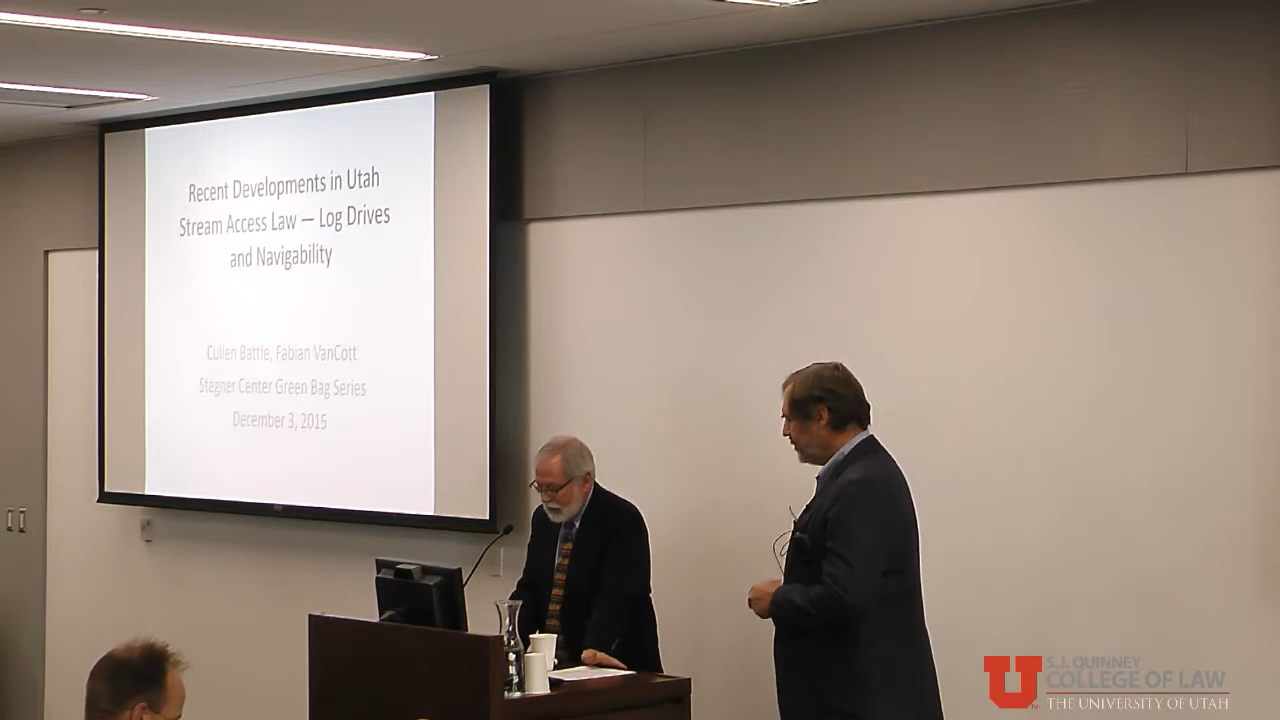 Recent Developments in Utah
Stream Access Law — Log Drives
and Navigability
Cullen Battle, Fabian VanCott
Stegner Center Green Bag Series
December 3, 2015
S.J. QUINNEY
COLLEGE OF LAW
THE UNIVERSITY OF UTAH